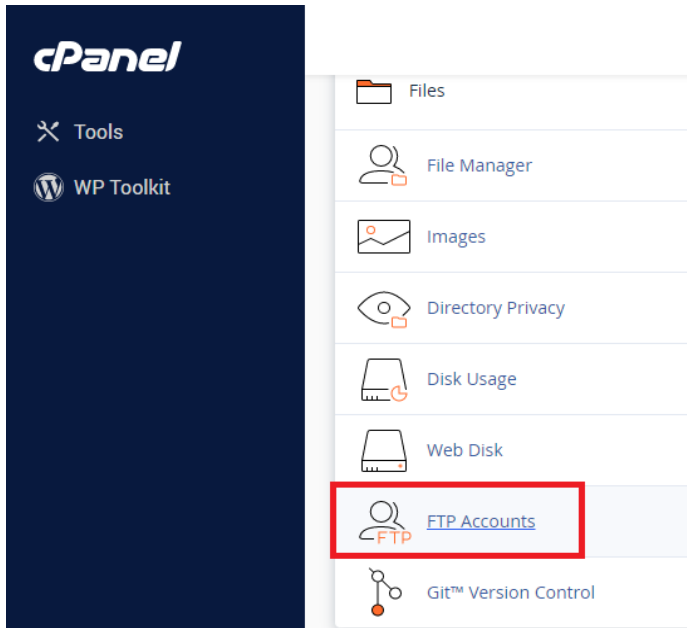 cPanel
Tools
WP Toolkit
Files
File Manager
Images
Directory Privacy
Disk Usage
Web Disk
FTP Accounts
FTP
Git™ Version Control